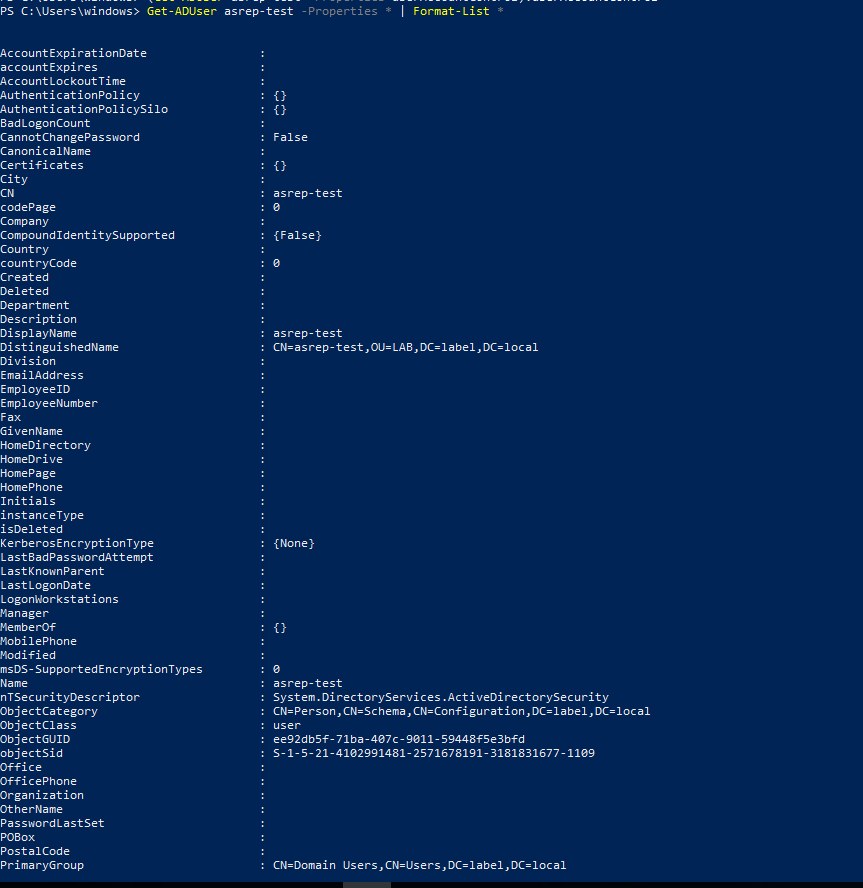 PS C:\Users\windows> Get-ADUser asrep-test -Properties * | Format-List *
AccountExpirationDate :
accountExpires :
AccountLockoutTime :
AuthenticationPolicy : {}
AuthenticationPolicySilo : {}
BadLogonCount :
CannotChangePassword : False
CanonicalName :
Certificates : {}
City :
CN : asrep-test
codePage : 0
Company :
CompoundIdentitySupported : {False}
Country :
countryCode : 0
Created :
Deleted :
Department :
Description :
DisplayName : asrep-test
DistinguishedName : CN=asrep-test,OU=LAB,DC=label,DC=local
Division :
EmailAddress :
EmployeeID :
EmployeeNumber :
Fax :
GivenName :
HomeDirectory :
HomeDrive :
HomePage :
HomePhone :
Initials :
instanceType :
isDeleted :
KerberosEncryptionType : {None}
LastBadPasswordAttempt :
LastKnownParent :
LastLogonDate :
LogonWorkstations :
Manager :
MemberOf : {}
MobilePhone :
Modified :
msDS-SupportedEncryptionTypes : 0
Name : asrep-test
nTSecurityDescriptor : System.DirectoryServices.ActiveDirectorySecurity
ObjectCategory : CN=Person,CN=Schema,CN=Configuration,DC=label,DC=local
ObjectClass : user
ObjectGUID : ee92db5f-71ba-407c-9011-59448f5e3bfd
objectSid : S-1-5-21-4102991481-2571678191-3181831677-1109
Office :
OfficePhone :
Organization :
OtherName :
PasswordLastSet :
POBox :
PostalCode :
PrimaryGroup : CN=Domain Users,CN=Users,DC=label,DC=local